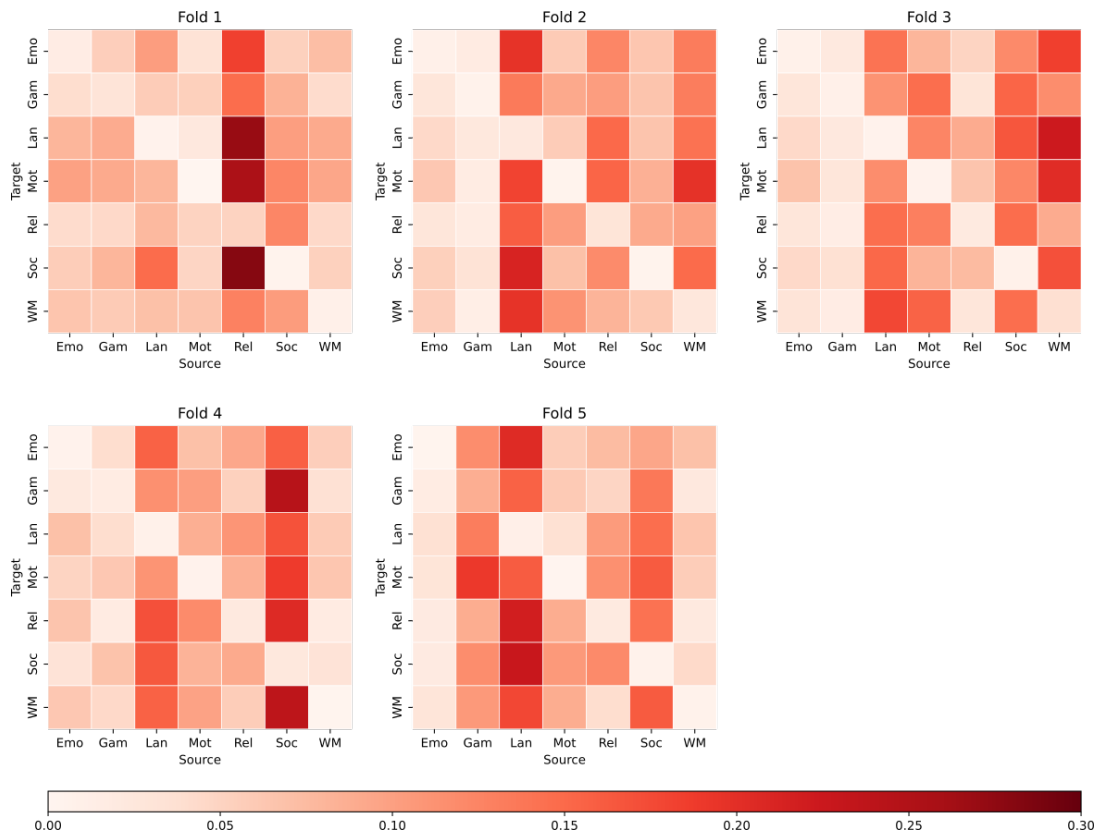 Fold 1
Fold 2
Fold 3
Target
Emo
Gam
Lan
Mot
Rel
Soc
WM
Emo Gam Lan Mot Rel Soc WM
Source
Target
Emo
Gam
Lan
Mot
Rel
Soc
WM
Emo Gam Lan Mot Rel Soc WM
Source
Target
Emo
Gam
Lan
Mot
Rel
Soc
WM
Emo Gam Lan Mot Rel Soc WM
Source
Fold 4
Fold 5
Target
Emo
Gam
Lan
Mot
Rel
Soc
WM
Emo Gam Lan Mot Rel Soc WM
Source
Target
Emo
Gam
Lan
Mot
Rel
Soc
WM
Emo Gam Lan Mot Rel Soc WM
Source
0.00 0.05 0.10 0.15 0.20 0.25 0.30